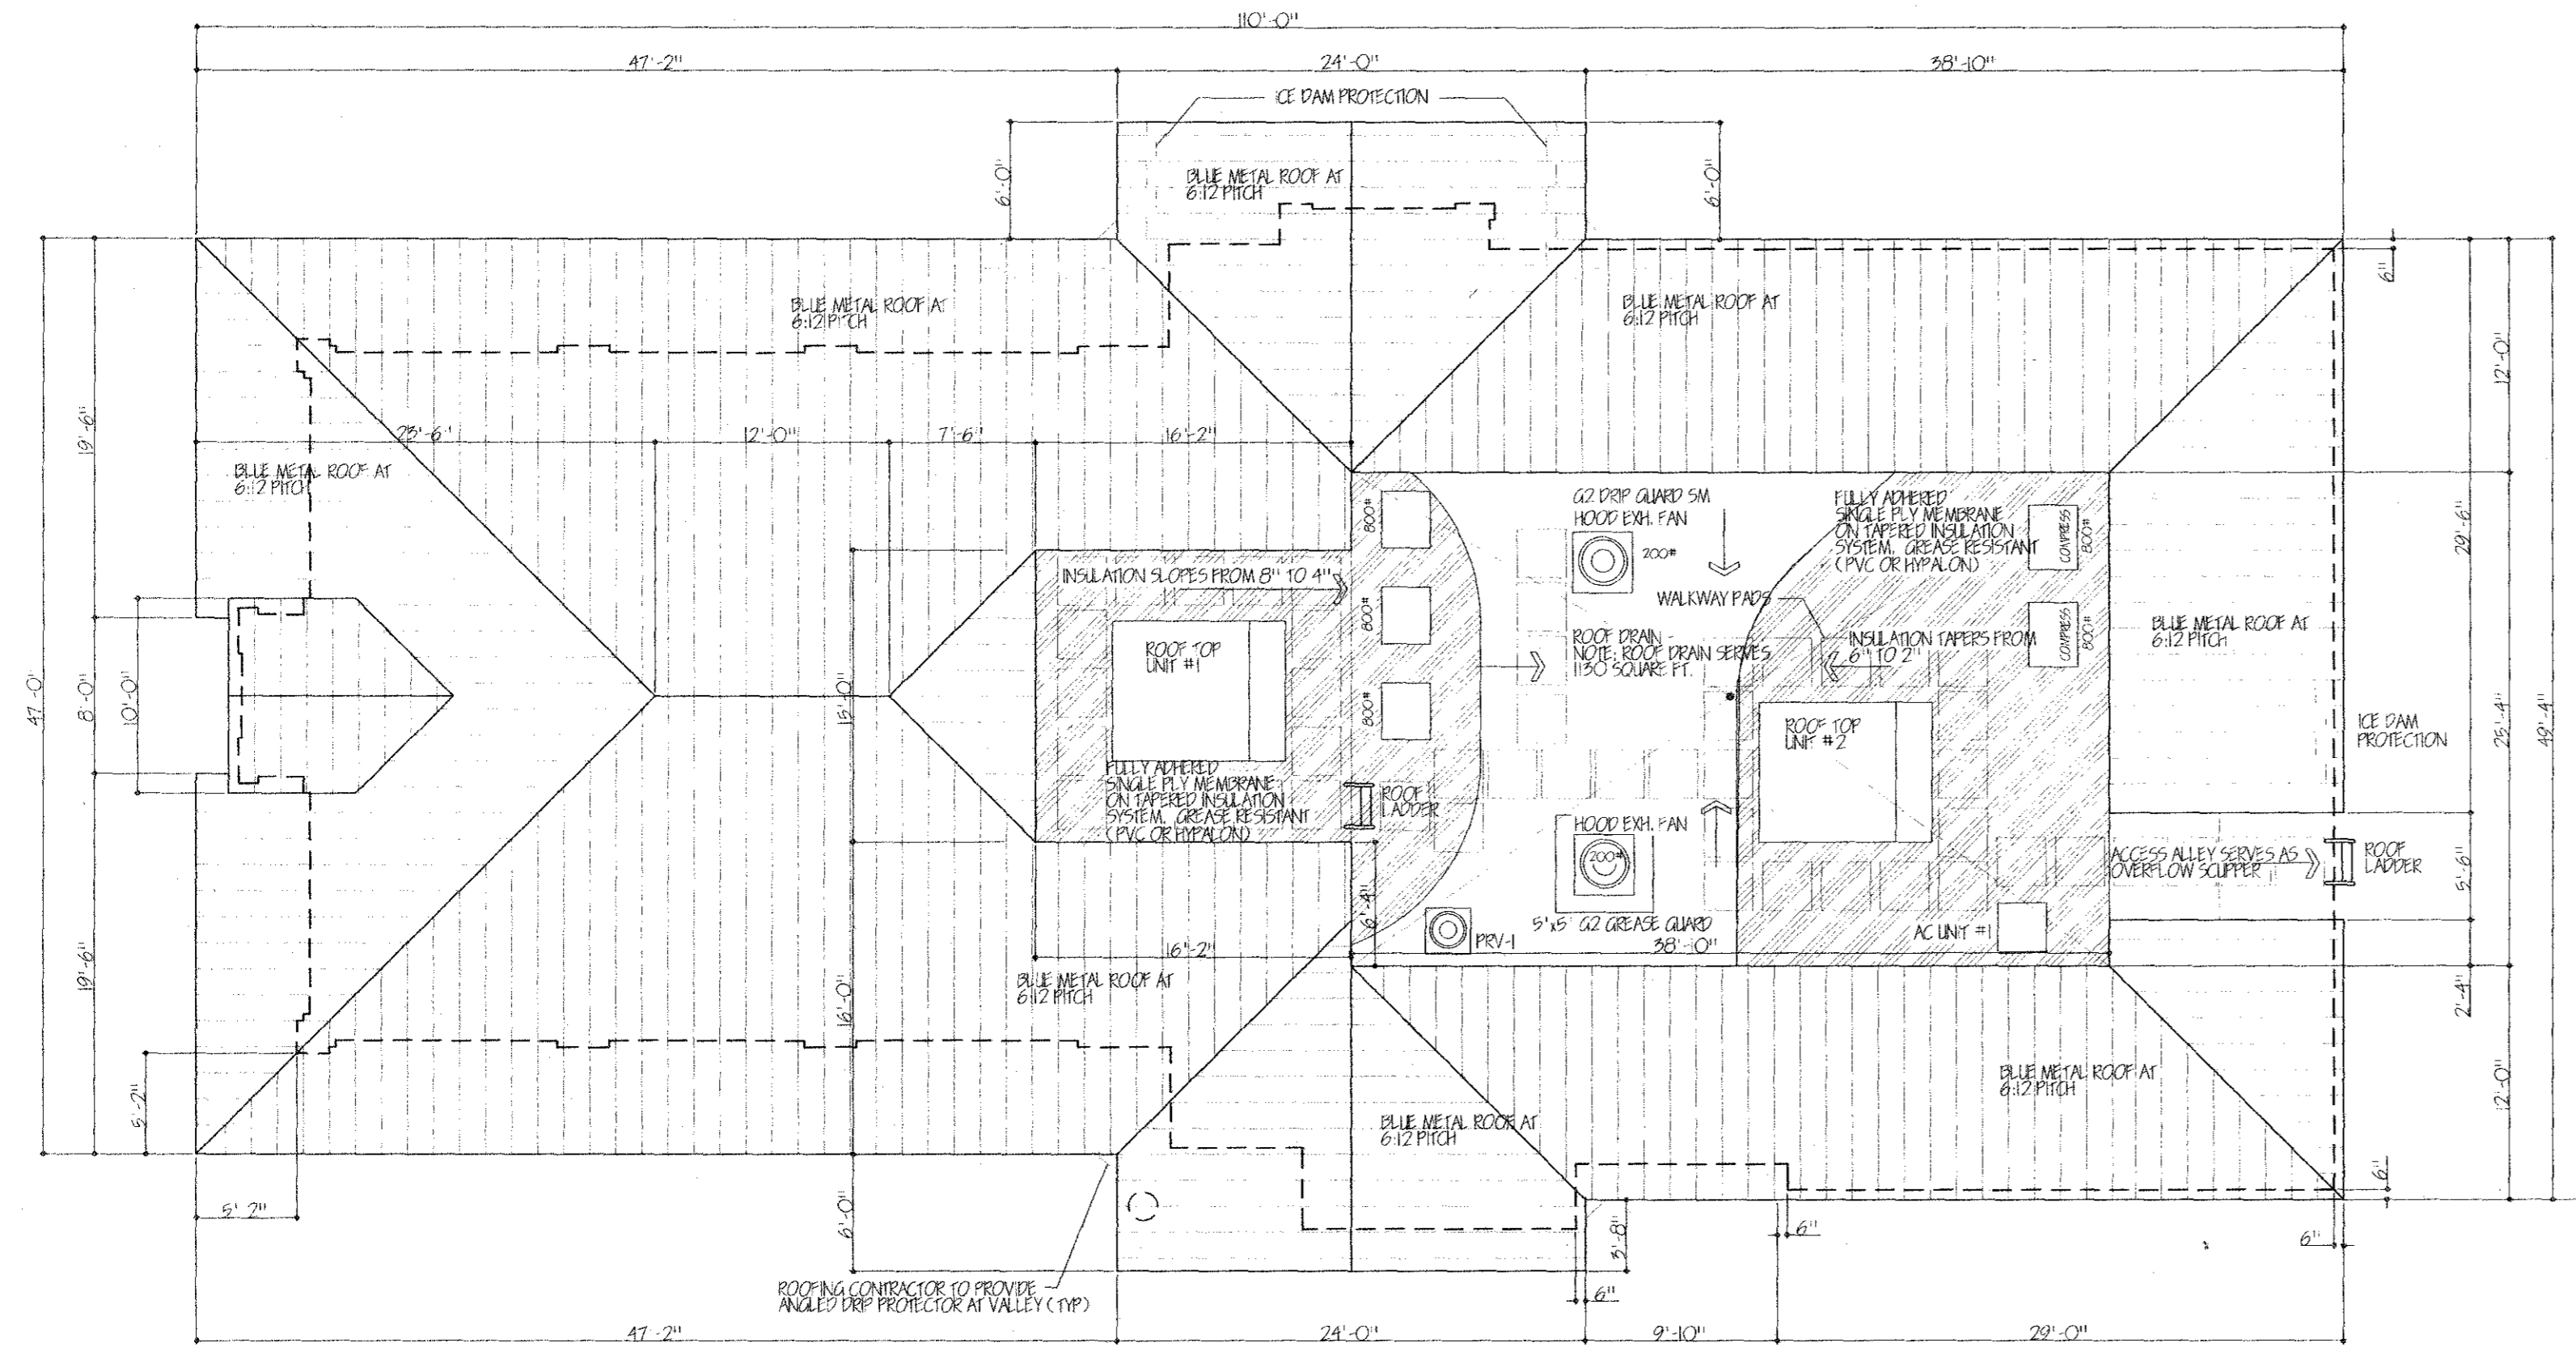 110'-0"
47'-2"
24'-0"
38'-10"
ICE DAM PROTECTION
6'-0"
6'-0"
BLUE METAL ROOF AT
6:12 PITCH
BLUE METAL ROOF AT
6:12 PITCH
BLUE METAL ROOF AT
6:12 PITCH
6"
12'-0"
19'-6"
23'-6"
12'-0"
7'-6"
16'-2"
BLUE METAL ROOF AT
6:12 PITCH
800#
G2 DRIP GUARD SM
HOOD EXH. FAN
200#
FULLY ADHERED
SINGLE PLY MEMBRANE
ON TAPERED INSULATION
SYSTEM. GREASE RESISTANT
(PVC OR HYPALON)
COMPRESS
800#
29'-6"
INSULATION SLOPES FROM 8" TO 4"
WALKWAY PADS
800#
ROOF TOP
UNIT #1
ROOF DRAIN -
NOTE: ROOF DRAIN SERVES
1130 SQUARE FT.
INSULATION TAPERS FROM
6" TO 2"
COMPRESS
800#
BLUE METAL ROOF AT
6:12 PITCH
47'-0"
8'-0"
10'-0"
15'-0"
800#
ROOF TOP
UNIT #2
ICE DAM
PROTECTION
25'-4"
49'-4"
FULLY ADHERED
SINGLE PLY MEMBRANE
ON TAPERED INSULATION
SYSTEM. GREASE RESISTANT
(PVC OR HYPALON)
ROOF
LADDER
HOOD EXH. FAN
200#
ACCESS ALLEY SERVES AS
OVERFLOW SCUPPER
ROOF
LADDER
5'-6"
6'-4"
PRV-1
5'x5' G2 GREASE GUARD
38'-10"
AC UNIT #1
19'-6"
16'-2"
BLUE METAL ROOF AT
6:12 PITCH
16'-0"
2'-4"
5'-2"
BLUE METAL ROOF AT
6:12 PITCH
BLUE METAL ROOF AT
6:12 PITCH
12'-0"
5'-2"
6'-0"
3'-8"
6"
6"
6"
ROOFING CONTRACTOR TO PROVIDE
ANGLED DRIP PROTECTOR AT VALLEY (TYP)
6"
47'-2"
24'-0"
9'-10"
29'-0"